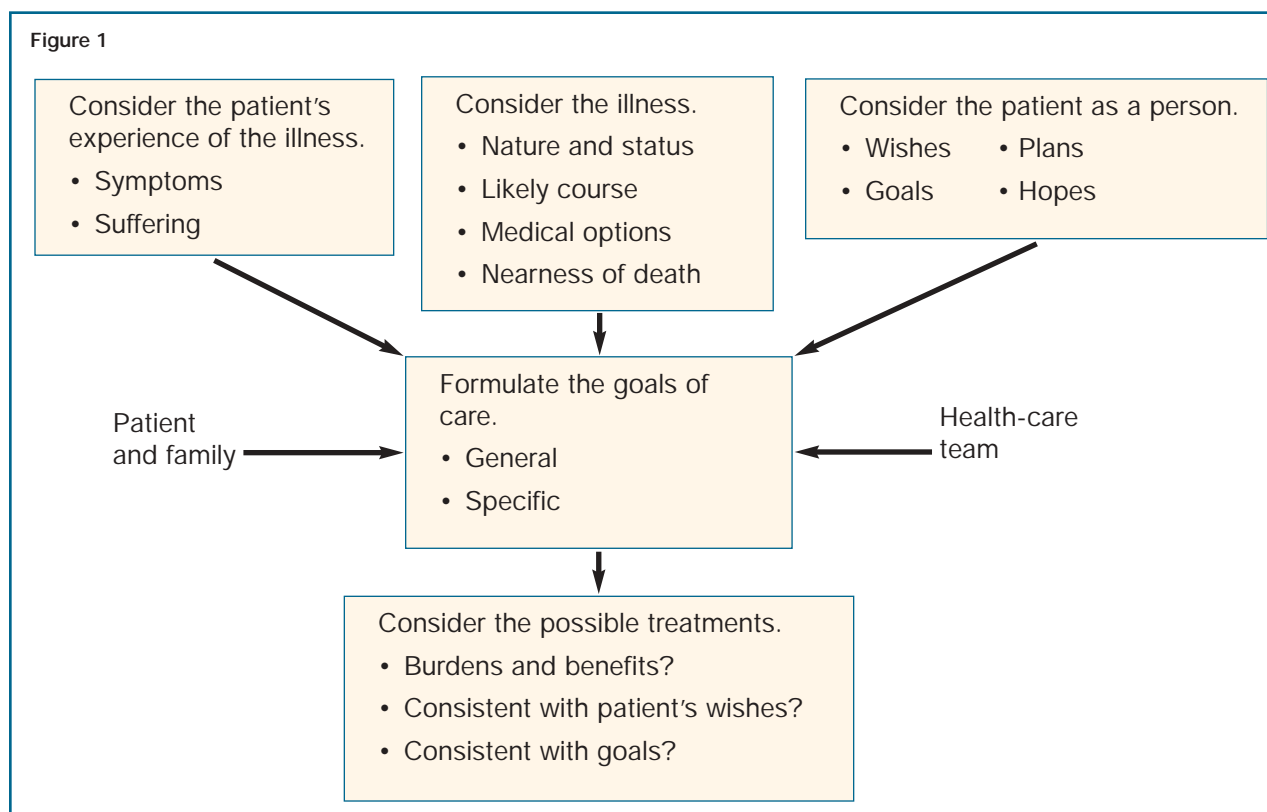 Figure 1
Consider the patient's
experience of the illness.
• Symptoms
• Suffering
Consider the illness.
• Nature and status
• Likely course
• Medical options
• Nearness of death
Consider the patient as a person.
• Wishes • Plans
• Goals • Hopes
Formulate the goals of
care.
• General
• Specific
Patient
and family
Health-care
team
Consider the possible treatments.
• Burdens and benefits?
• Consistent with patient's wishes?
• Consistent with goals?